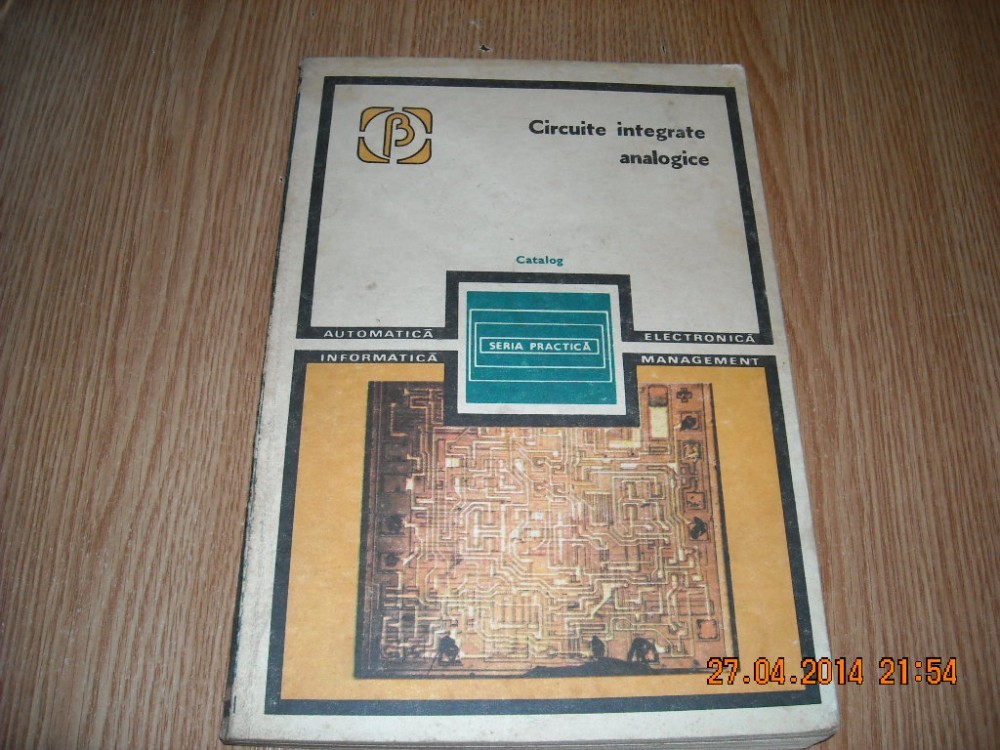 β
Circuite integrate
analogice
Catalog
AUTOMATICĂ
ELECTRONICĂ
SERIA PRACTICĂ
INFORMATICĂ
MANAGEMENT
27.04.2014 21:54